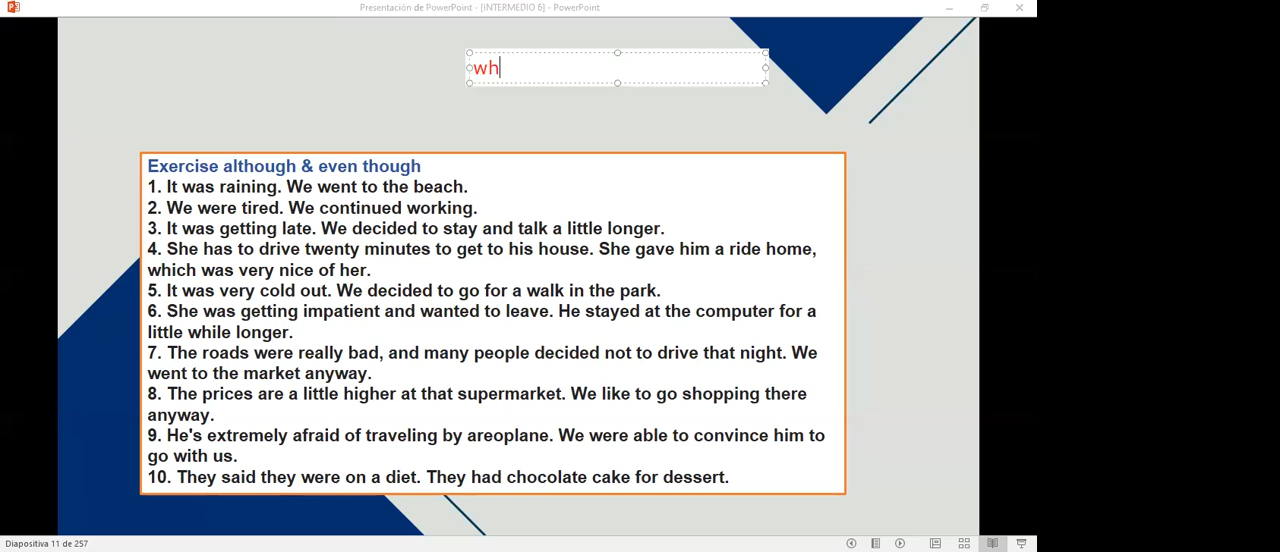 Presentación de PowerPoint - [INTERMEDIO 6] - PowerPoint
wh
Exercise although & even though
1. It was raining. We went to the beach.
2. We were tired. We continued working.
3. It was getting late. We decided to stay and talk a little longer.
4. She has to drive twenty minutes to get to his house. She gave him a ride home,
which was very nice of her.
5. It was very cold out. We decided to go for a walk in the park.
6. She was getting impatient and wanted to leave. He stayed at the computer for a
little while longer.
7. The roads were really bad, and many people decided not to drive that night. We
went to the market anyway.
8. The prices are a little higher at that supermarket. We like to go shopping there
anyway.
9. He's extremely afraid of traveling by areoplane. We were able to convince him to
go with us.
10. They said they were on a diet. They had chocolate cake for dessert.
Diapositiva 11 de 257